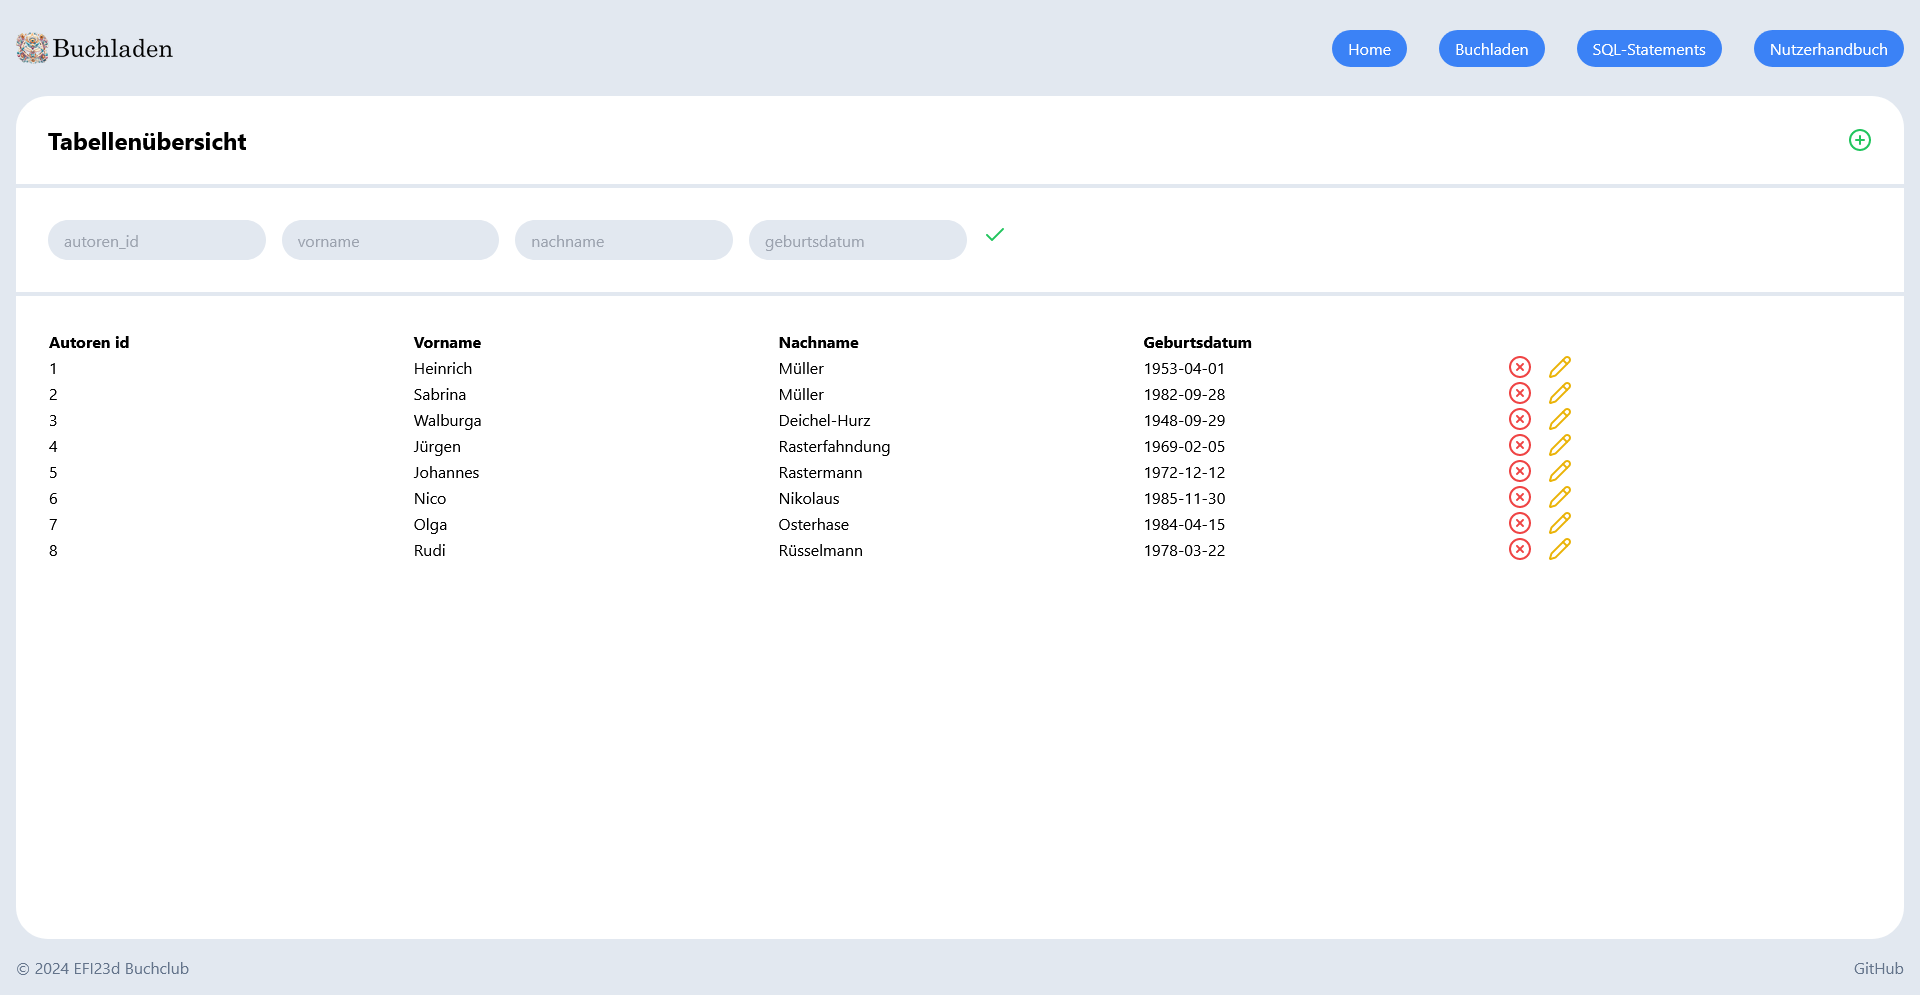 Buchladen Home Buchladen SQL-Statements Nutzerhandbuch
Tabellenübersicht
autoren_id vorname nachname geburtsdatum
Autoren id Vorname Nachname Geburtsdatum
1 Heinrich Müller 1953-04-01
2 Sabrina Müller 1982-09-28
3 Walburga Deichel-Hurz 1948-09-29
4 Jürgen Rasterfahndung 1969-02-05
5 Johannes Rastermann 1972-12-12
6 Nico Nikolaus 1985-11-30
7 Olga Osterhase 1984-04-15
8 Rudi Rüsselmann 1978-03-22
© 2024 EFI23d Buchclub GitHub